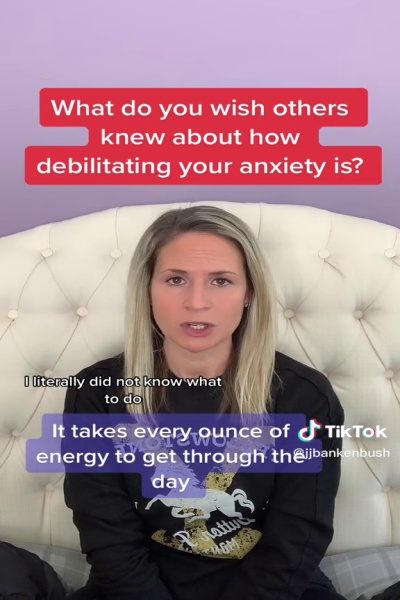 What do you wish others
knew about how
debilitating your anxiety is?
I literally did not know what
to do
It takes every ounce of
energy to get through the
day
TikTok
@jjbankenbush